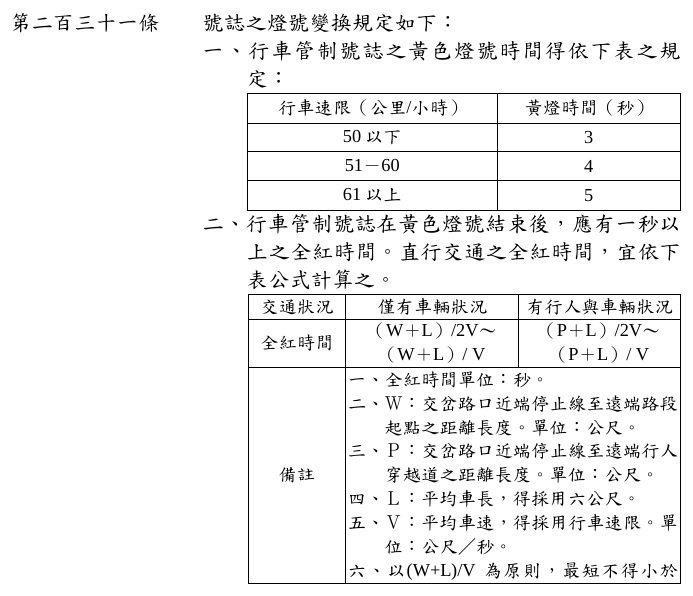 第二百三十一條 號誌之燈號變換規定如下：
一、行車管制號誌之黃色燈號時間得依下表之規
定：
行車速限（公里/小時） 黃燈時間（秒）
50 以下 3
51－60 4
61 以上 5
二、行車管制號誌在黃色燈號結束後，應有一秒以
上之全紅時間。直行交通之全紅時間，宜依下
表公式計算之。
交通狀況 僅有車輛狀況 有行人與車輛狀況
全紅時間 （W＋L）/2V～ （P＋L）/2V～
（W＋L）/ V （P＋L）/ V
備註
一、全紅時間單位：秒。
二、Ｗ：交岔路口近端停止線至遠端路段
起點之距離長度。單位：公尺。
三、Ｐ：交岔路口近端停止線至遠端行人
穿越道之距離長度。單位：公尺。
四、Ｌ：平均車長，得採用六公尺。
五、Ｖ：平均車速，得採用行車速限。單
位：公尺／秒。
六、以(W+L)/V 為原則，最短不得小於